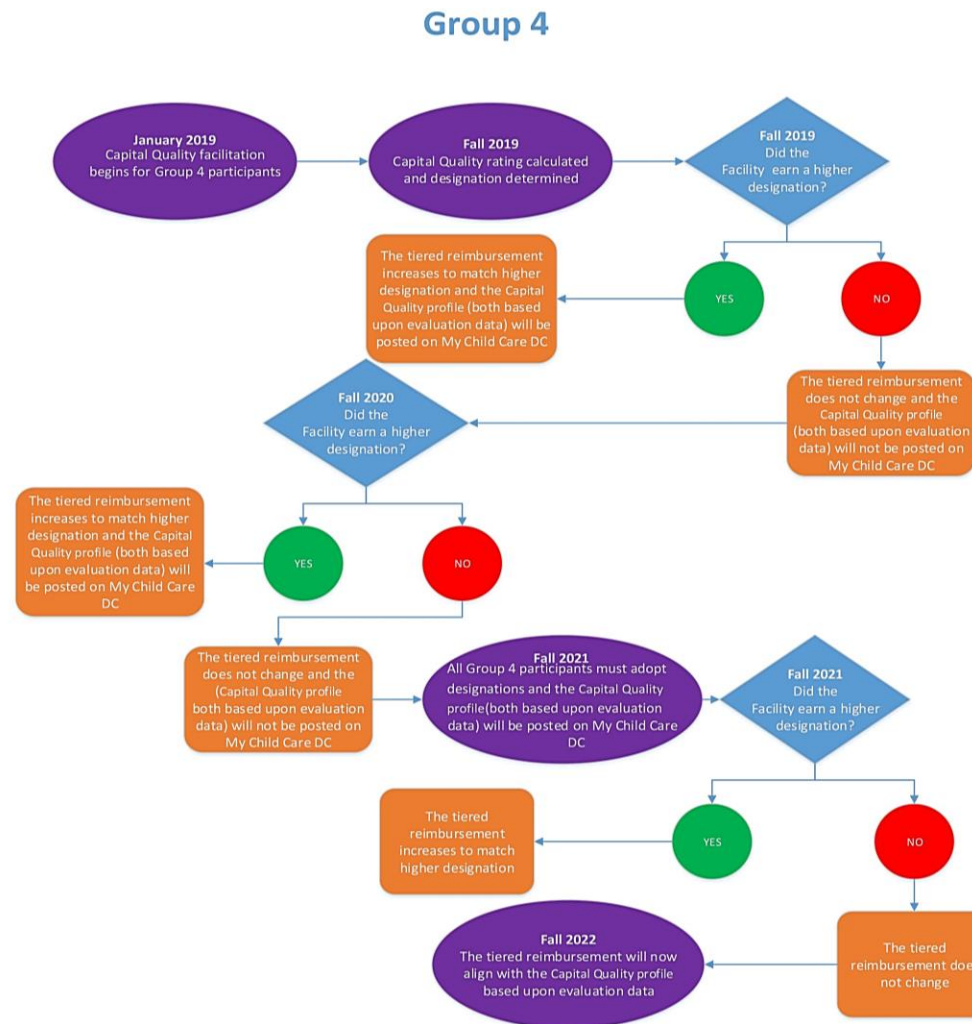 Group 4
January 2019
Capital Quality facilitation
begins for Group 4 participants
Fall 2019
Capital Quality rating calculated
and designation determined
Fall 2019
Did the
Facility earn a higher
designation?
The tiered reimbursement
increases to match higher
designation and the Capital
Quality profile (both based
upon evaluation data) will be
posted on My Child Care DC
YES
NO
The tiered reimbursement
does not change and the
Capital Quality profile
(both based upon evaluation
data) will not be posted on
My Child Care DC
Fall 2020
Did the
Facility earn a higher
designation?
The tiered reimbursement
increases to match higher
designation and the Capital
Quality profile (both based
upon evaluation data) will
be posted on My Child Care
DC
YES
NO
The tiered reimbursement
does not change and the
(Capital Quality profile
both based upon evaluation
data) will not be posted on
My Child Care DC
Fall 2021
All Group 4 participants must adopt
designations and the Capital Quality
profile(both based upon evaluation
data) will be posted on My Child Care
DC
Fall 2021
Did the
Facility earn a higher
designation?
The tiered
reimbursement
increases to match
higher designation
YES
NO
Fall 2022
The tiered reimbursement will now
align with the Capital Quality profile
based upon evaluation data
The tiered
reimbursement doe
not change